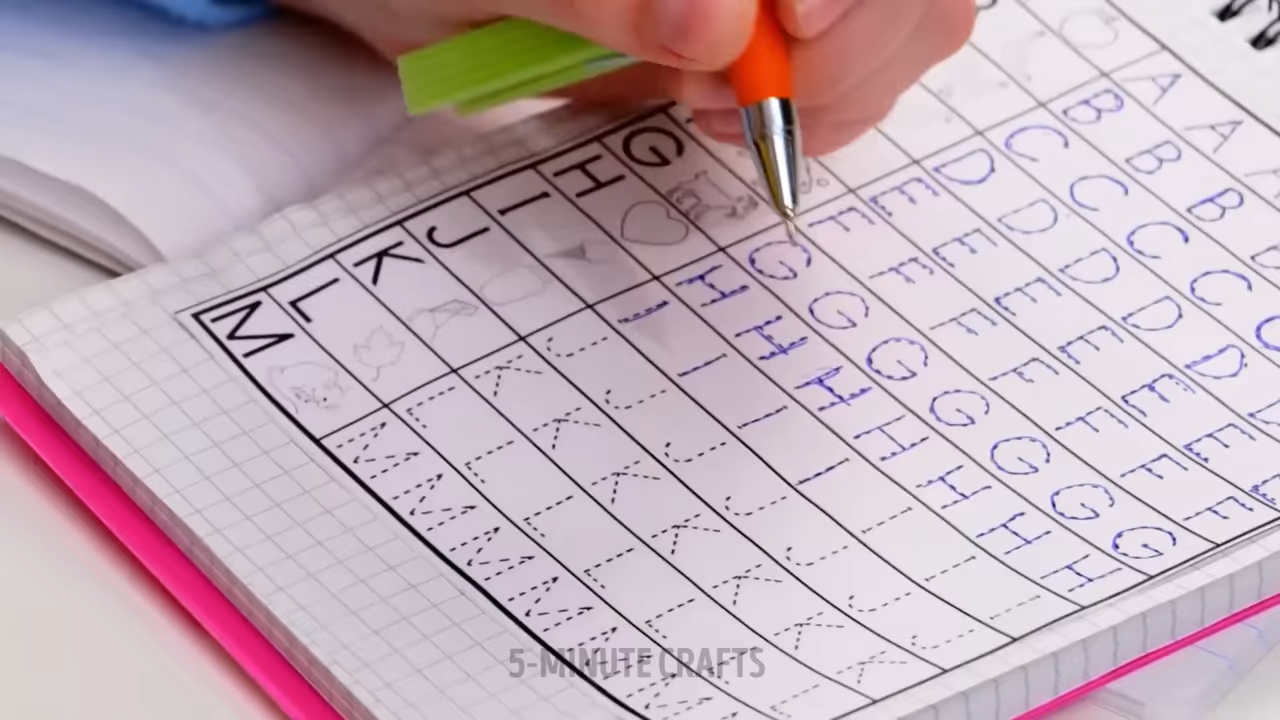 A A A
B B B
C C C C
D D D D D D
E E E E E E E
F F F F F F F
G G G G G G G G
H H H H H H H H
I I I I I I I I
J J J J J J J J
K K K K K K K K
L L L L L L
M M M M M M M
5-MINUTE CRAFTS